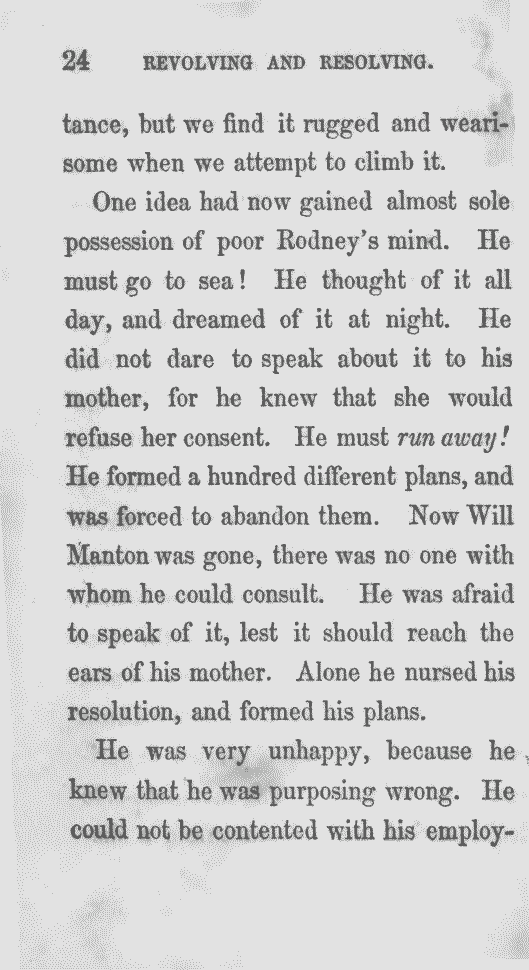 24 REVOLVING AND RESOLVING.
tance, but we find it rugged and weari-
some when we attempt to climb it.
One idea had now gained almost sole
possession of poor Rodney's mind. He
must go to sea! He thought of it all
day, and dreamed of it at night. He
did not dare to speak about it to his
mother, for he knew that she would
refuse her consent. He must run away!
He formed a hundred different plans, and
was forced to abandon them. Now Will
Manton was gone, there was no one with
whom he could consult. He was afraid
to speak of it, lest it should reach the
ears of his mother. Alone he nursed his
resolution, and formed his plans.
He was very unhappy, because he
knew that he was purposing wrong. He
could not be contented with his employ-